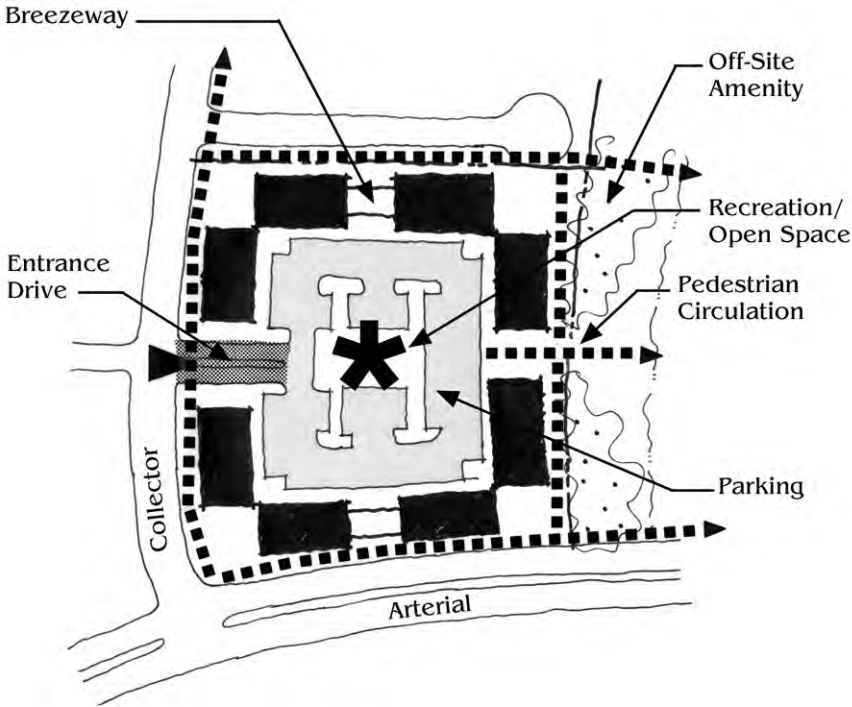 Breezeway
Off-Site
Amenity
Recreation/
Open Space
Entrance
Drive
Pedestrian
Circulation
Parking
Collector
Arterial